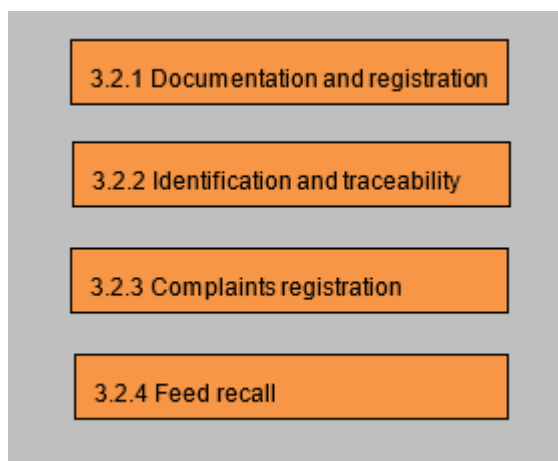 3.2.1 Documentation and registration
3.2.2 Identification and traceability
3.2.3 Complaints registration
3.2.4 Feed recall